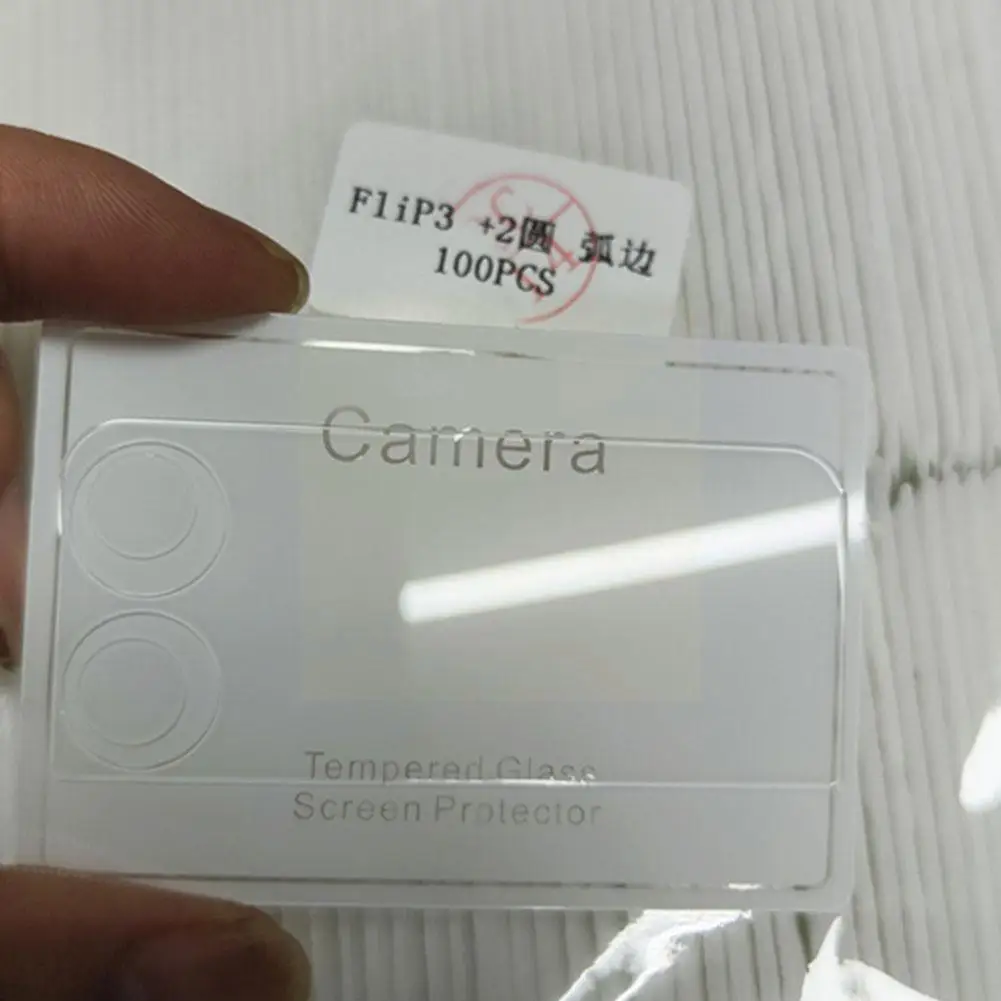 FliP3 +2圆 弧边
100PCS
Camera
Tempered Glass
Screen Protector